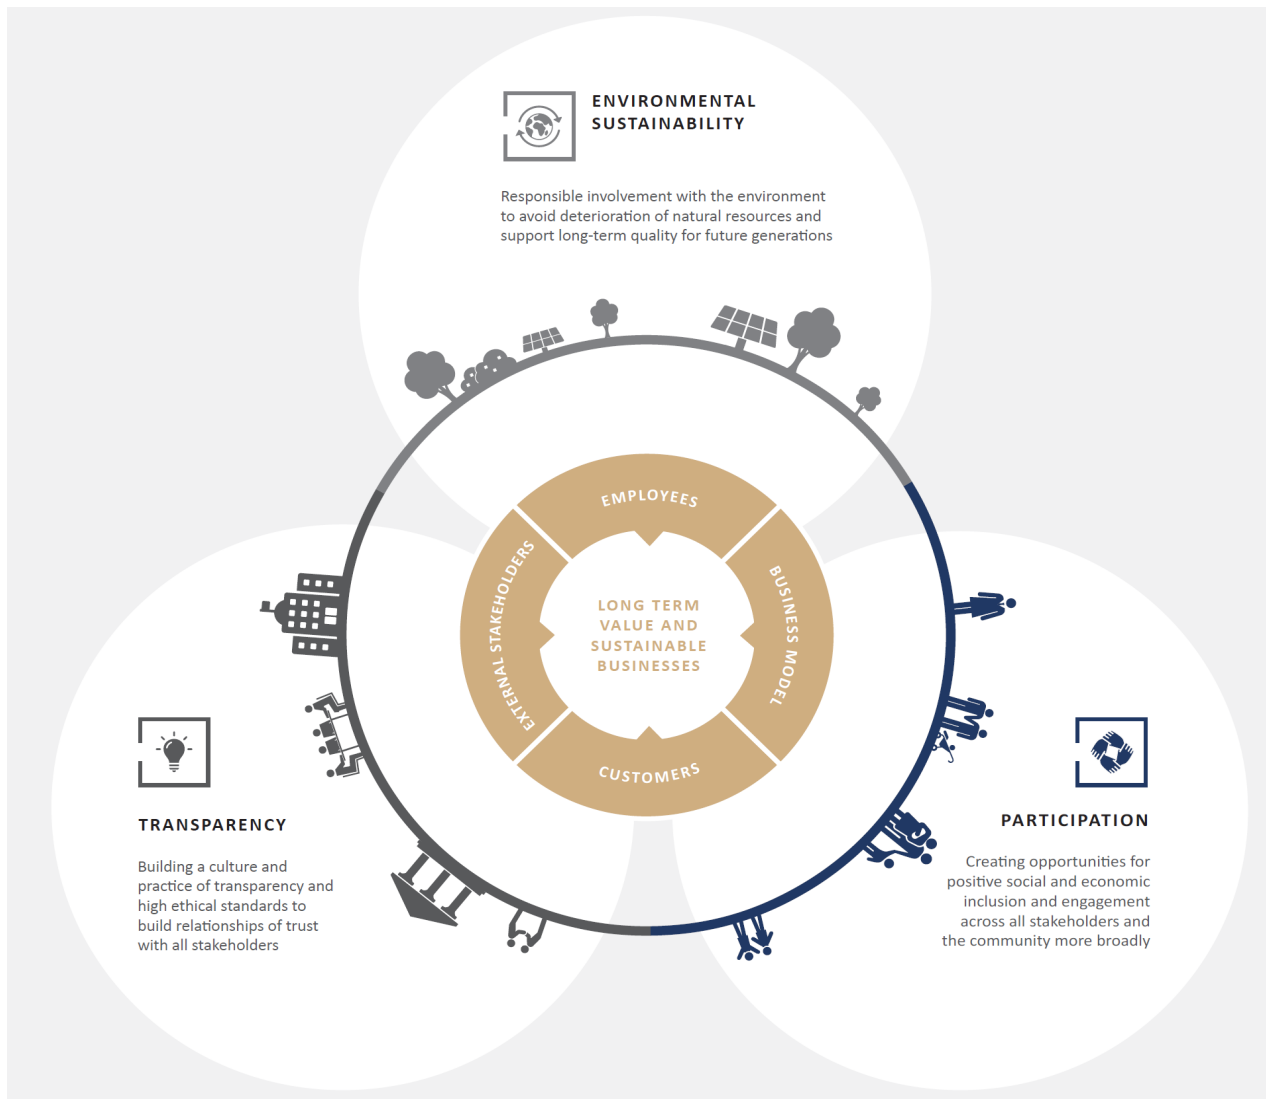 ENVIRONMENTAL
SUSTAINABILITY
Responsible involvement with the environment
to avoid deterioration of natural resources and
support long-term quality for future generations
EMPLOYEES
EXTERNAL STAKEHOLDERS
BUSINESS MODEL
LONG TERM
VALUE AND
SUSTAINABLE
BUSINESSES
CUSTOMERS
TRANSPARENCY
Building a culture and
practice of transparency and
high ethical standards to
build relationships of trust
with all stakeholders
PARTICIPATION
Creating opportunities for
positive social and economic
inclusion and engagement
across all stakeholders and
the community more broadly